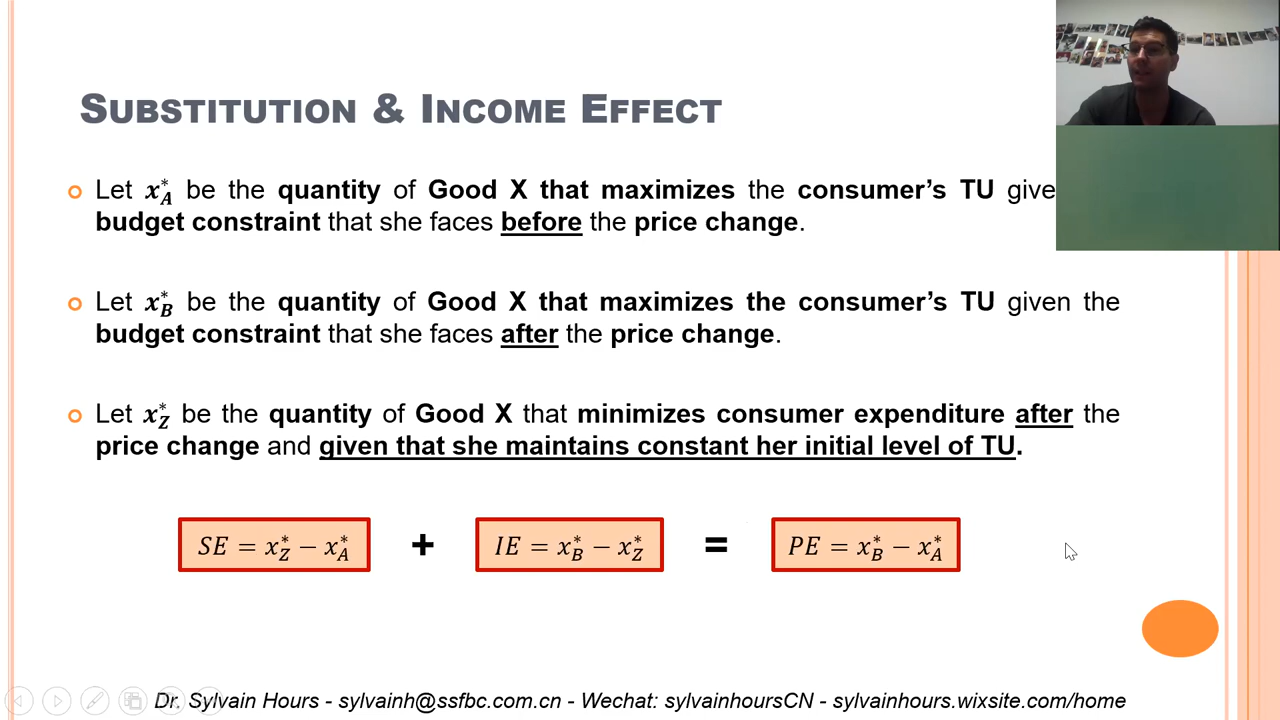 SUBSTITUTION & INCOME EFFECT
Let x*_A be the quantity of Good X that maximizes the consumer's TU give
budget constraint that she faces before the price change.
Let x*_B be the quantity of Good X that maximizes the consumer's TU given the
budget constraint that she faces after the price change.
Let x*_Z be the quantity of Good X that minimizes consumer expenditure after the
price change and given that she maintains constant her initial level of TU.
SE = x*_Z − x*_A + IE = x*_B − x*_Z = PE = x*_B − x*_A
Dr. Sylvain Hours - sylvainh@ssfbc.com.cn - Wechat: sylvainhoursCN - sylvainhours.wixsite.com/home